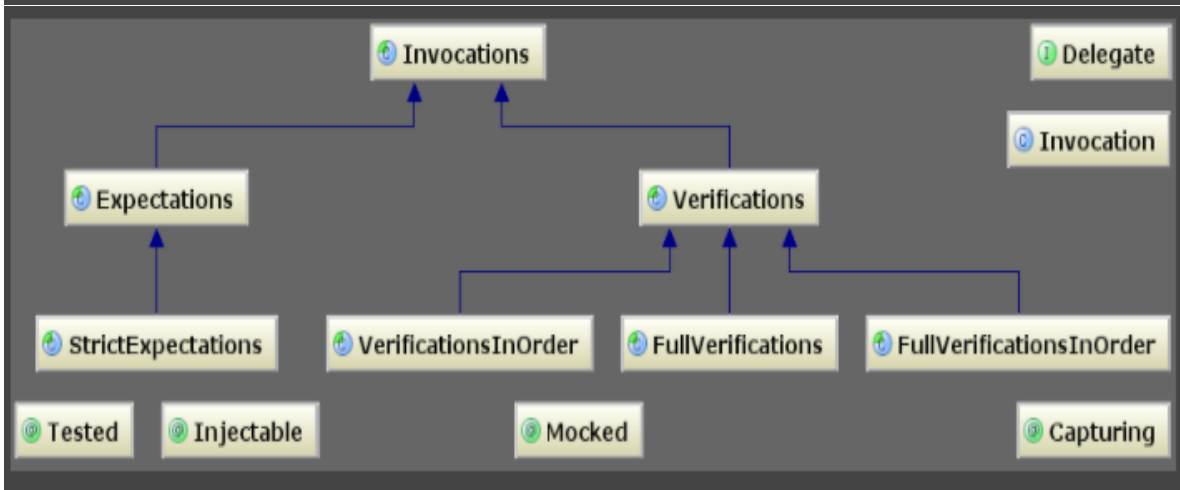 Invocations
Delegate
Invocation
Expectations
Verifications
StrictExpectations
VerificationsInOrder
FullVerifications
FullVerificationsInOrder
Tested
Injectable
Mocked
Capturing